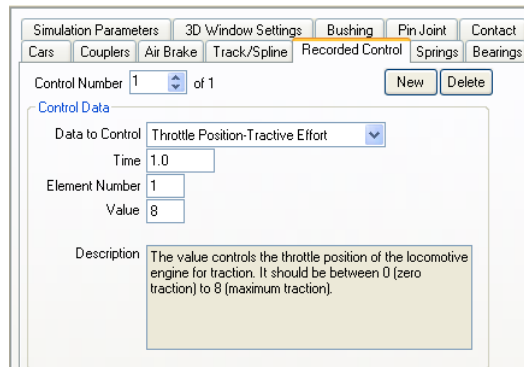 Simulation Parameters 3D Window Settings Bushing Pin Joint Contact
Cars Couplers Air Brake Track/Spline Recorded Control Springs Bearings
Control Number 1 of 1 New Delete
Control Data
Data to Control Throttle Position-Tractive Effort
Time 1.0
Element Number 1
Value 8
Description The value controls the throttle position of the locomotive
engine for traction. It should be between 0 (zero
traction) to 8 (maximum traction).